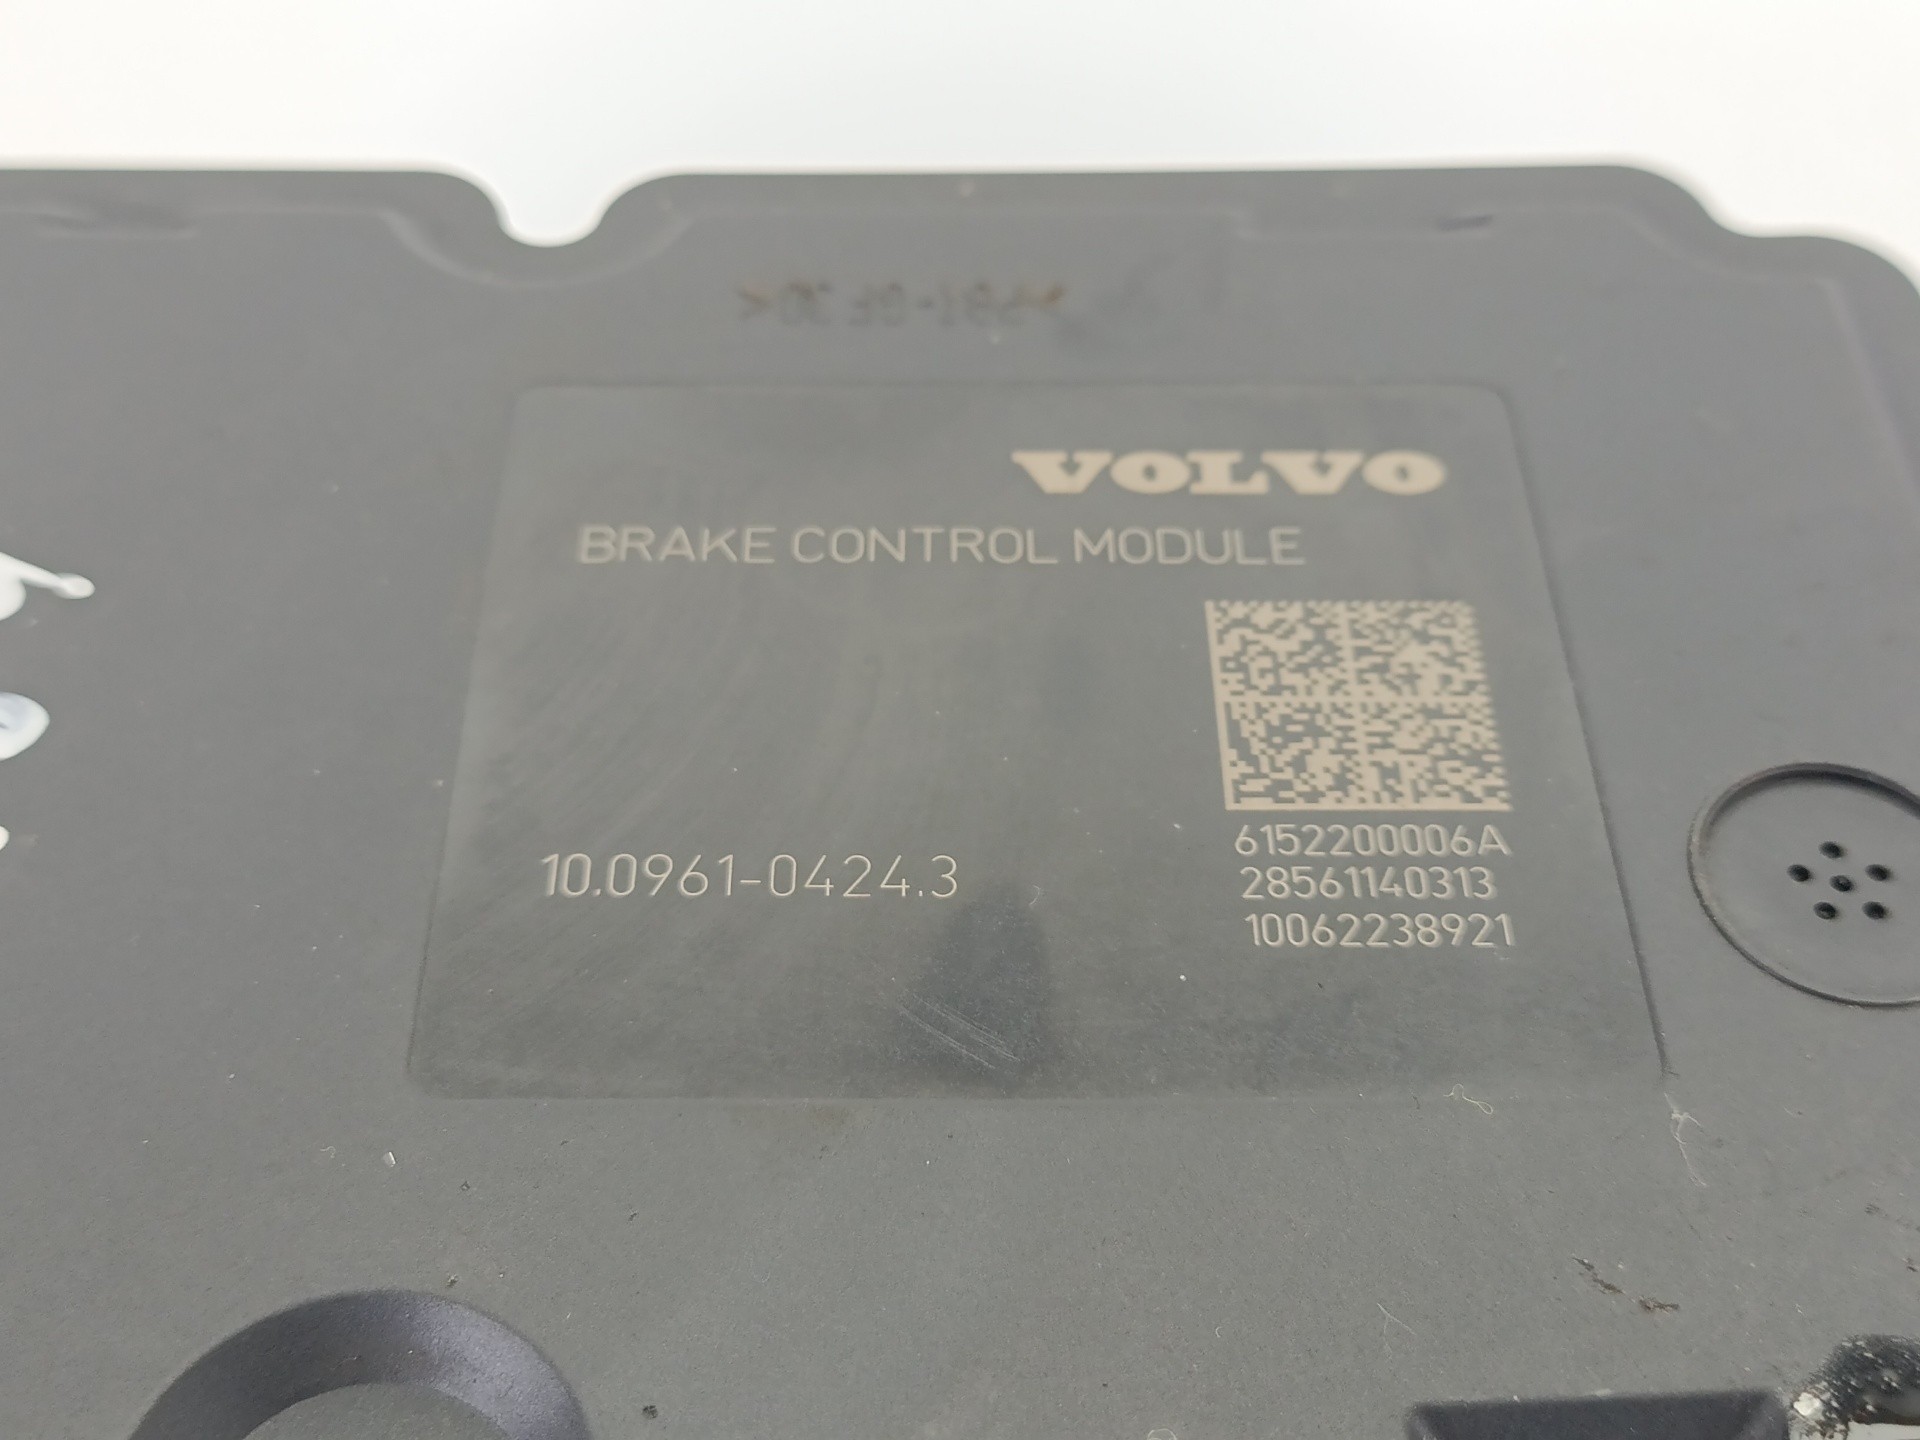 VOLVO
BRAKE CONTROL MODULE
10.0961-0424.3
6152200006A
28561140313
10062238921